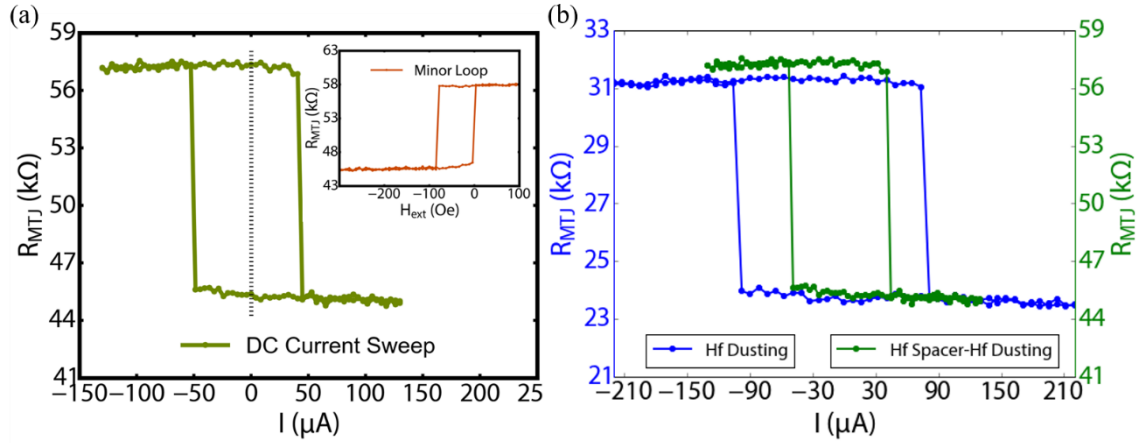 (a)
59
56
53
50
47
44
41
R_MTJ (kΩ)
−150 −100 −50 0 50 100 150 200 25
I (μA)
DC Current Sweep
63
58
53
48
43
R_MTJ (kΩ)
Minor Loop
−200 −100 0 100
H_ext (Oe)
(b)
33
31
29
28
26
25
23
21
R_MTJ (kΩ)
59
56
53
50
47
44
41
R_MTJ (kΩ)
Hf Dusting
Hf Spacer-Hf Dusting
−210 −150 −90 −30 30 90 150 210
I (μA)